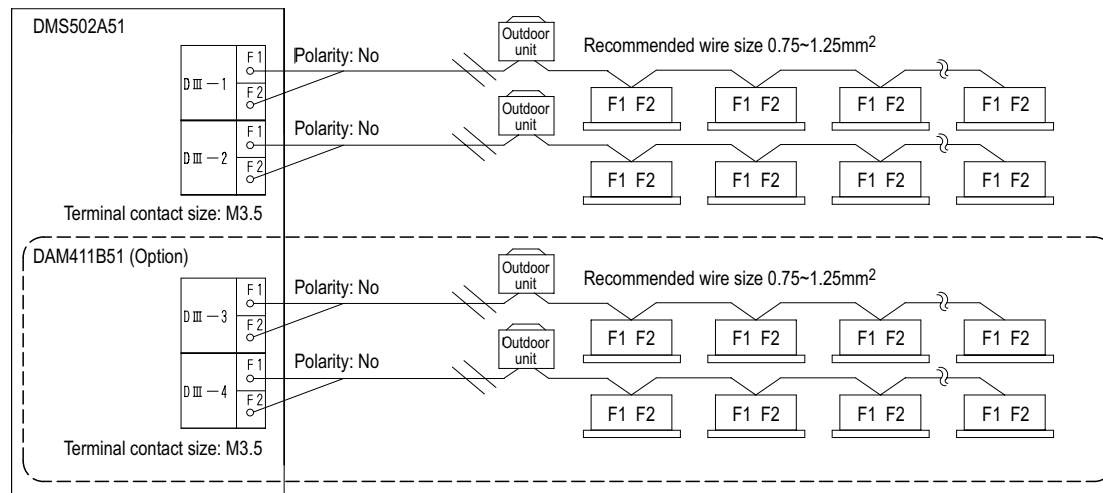 DMS502A51
DⅢ-1
F1
F2
Polarity: No
Outdoor unit
Recommended wire size 0.75~1.25mm²
F1 F2
F1 F2
F1 F2
F1 F2
DⅢ-2
F1
F2
Polarity: No
Outdoor unit
F1 F2
F1 F2
F1 F2
F1 F2
Terminal contact size: M3.5
DAM411B51 (Option)
DⅢ-3
F1
F2
Polarity: No
Outdoor unit
Recommended wire size 0.75~1.25mm²
F1 F2
F1 F2
F1 F2
F1 F2
DⅢ-4
F1
F2
Polarity: No
Outdoor unit
F1 F2
F1 F2
F1 F2
F1 F2
Terminal contact size: M3.5